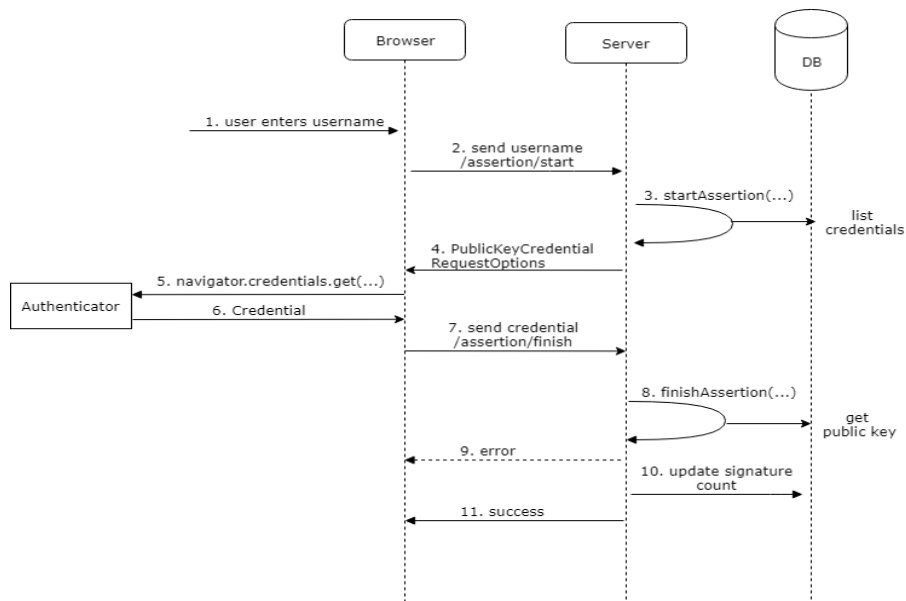 Browser
Server
DB
1. user enters username
2. send username
/assertion/start
3. startAssertion(...)
list
credentials
4. PublicKeyCredential
RequestOptions
5. navigator.credentials.get(...)
Authenticator
6. Credential
7. send credential
/assertion/finish
8. finishAssertion(...)
get
public key
9. error
10. update signature
count
11. success